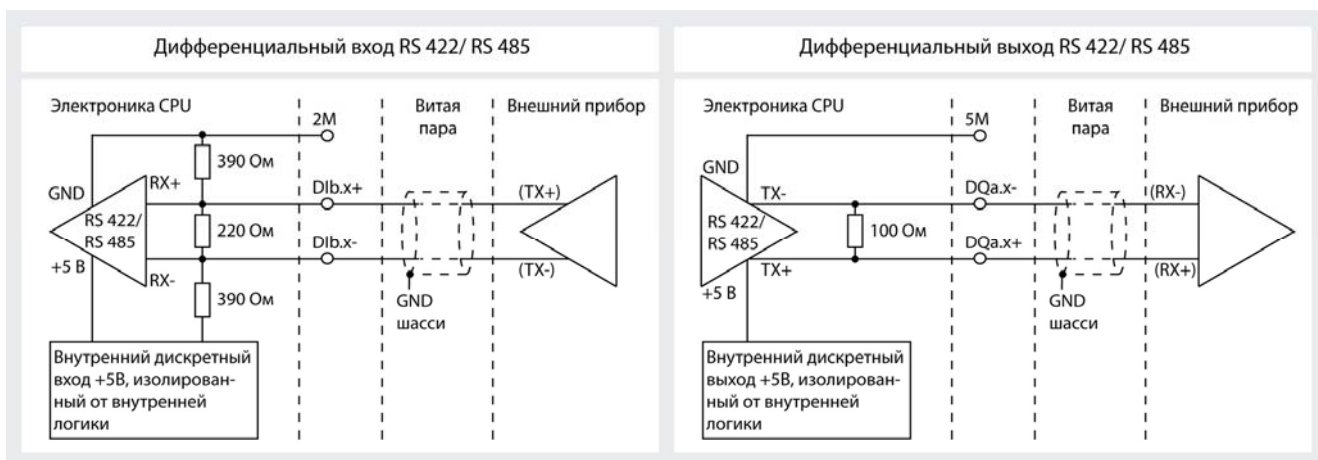 Дифференциальный вход RS 422/ RS 485
Электроника CPU
2M
Витая
пара
Внешний прибор
390 Ом
GND
RX+
DIb.x+
(TX+)
RS 422/
RS 485
220 Ом
+5 В
RX-
DIb.x-
(TX-)
390 Ом
GND
шасси
Внутренний дискретный
вход +5В, изолирован-
ный от внутренней
логики
Дифференциальный выход RS 422/ RS 485
Электроника CPU
5M
Витая
пара
Внешний прибор
GND
TX-
DQa.x-
(RX-)
RS 422/
RS 485
100 Ом
DQa.x+
TX+
(RX+)
+5 В
GND
шасси
Внутренний дискретный
выход +5В, изолирован-
ный от внутренней
логики